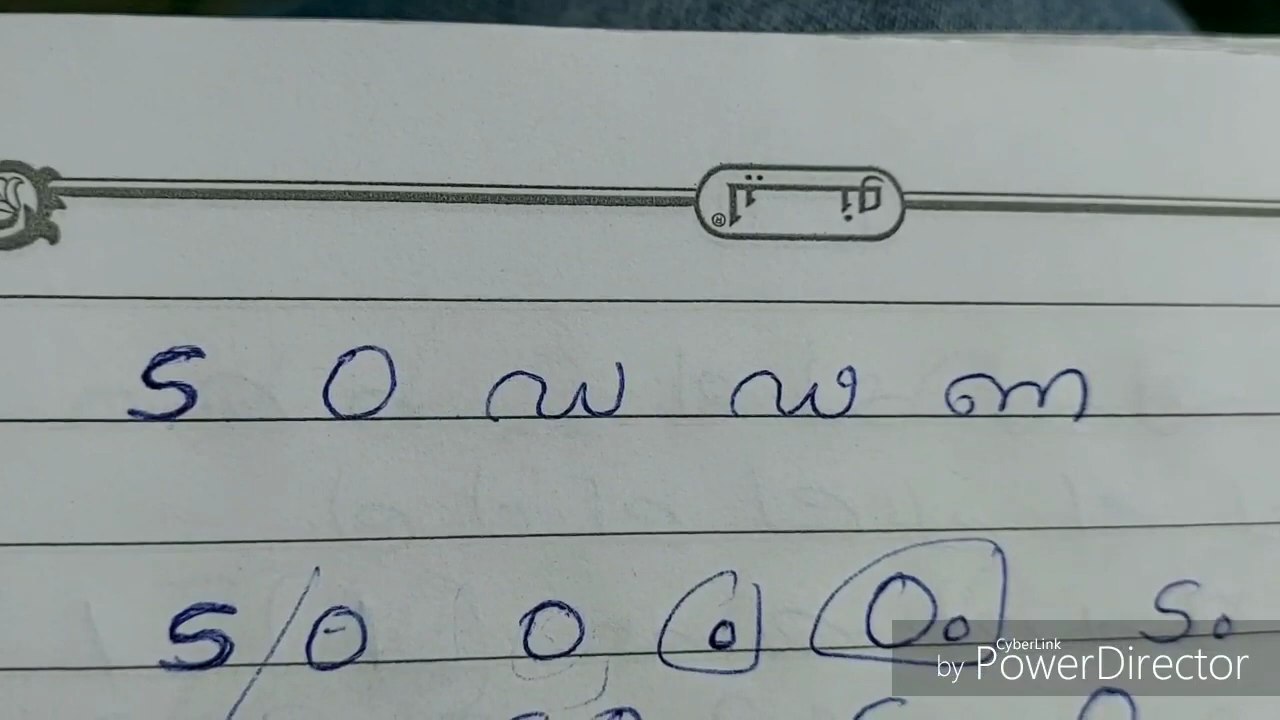 ട ഠ ഡ ഢ ണ
ട/ഠ ഠ ം ഠം ടം
CyberLink
by PowerDirector